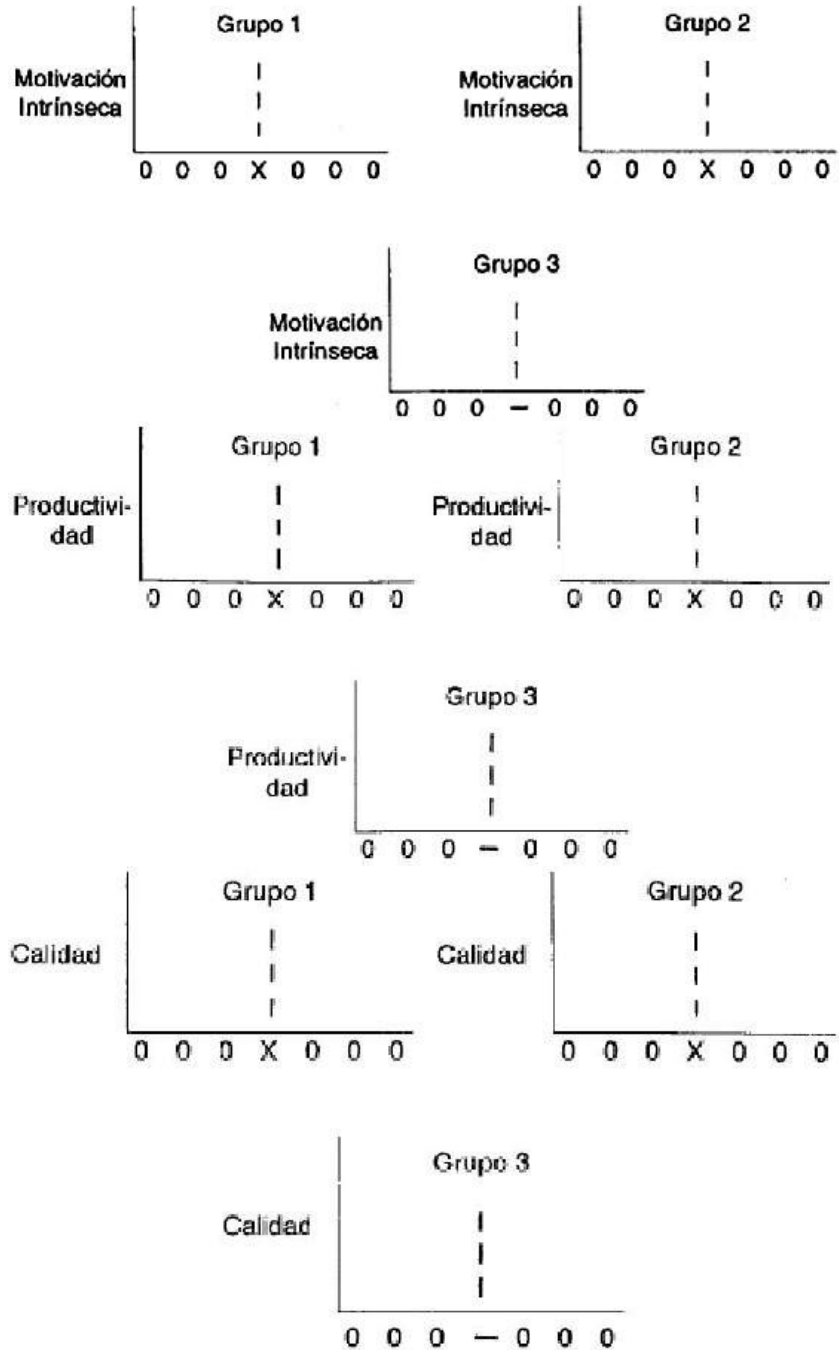 Grupo 1
Motivación
Intrínseca
0 0 0 X 0 0 0
Grupo 2
Motivación
Intrínseca
0 0 0 X 0 0 0
Grupo 3
Motivación
Intrínseca
0 0 0 — 0 0 0
Grupo 1
Productivi-
dad
0 0 0 X 0 0 0
Grupo 2
Productivi-
dad
0 0 0 X 0 0 0
Grupo 3
Productivi-
dad
0 0 0 — 0 0 0
Grupo 1
Calidad
0 0 0 X 0 0 0
Grupo 2
Calidad
0 0 0 X 0 0 0
Grupo 3
Calidad
0 0 0 — 0 0 0